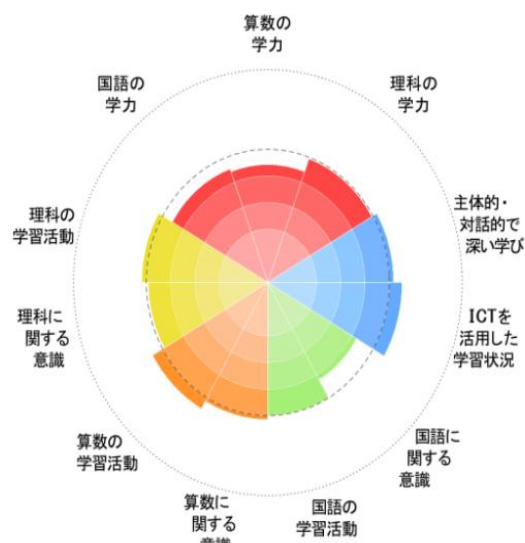 算数の
学力
理科の
学力
主体的・
対話的で
深い学び
ICTを
活用した
学習状況
国語に
関する
意識
国語の
学習活動
算数に
関する
意識
算数の
学習活動
理科に
関する
意識
理科の
学習活動
国語の
学力